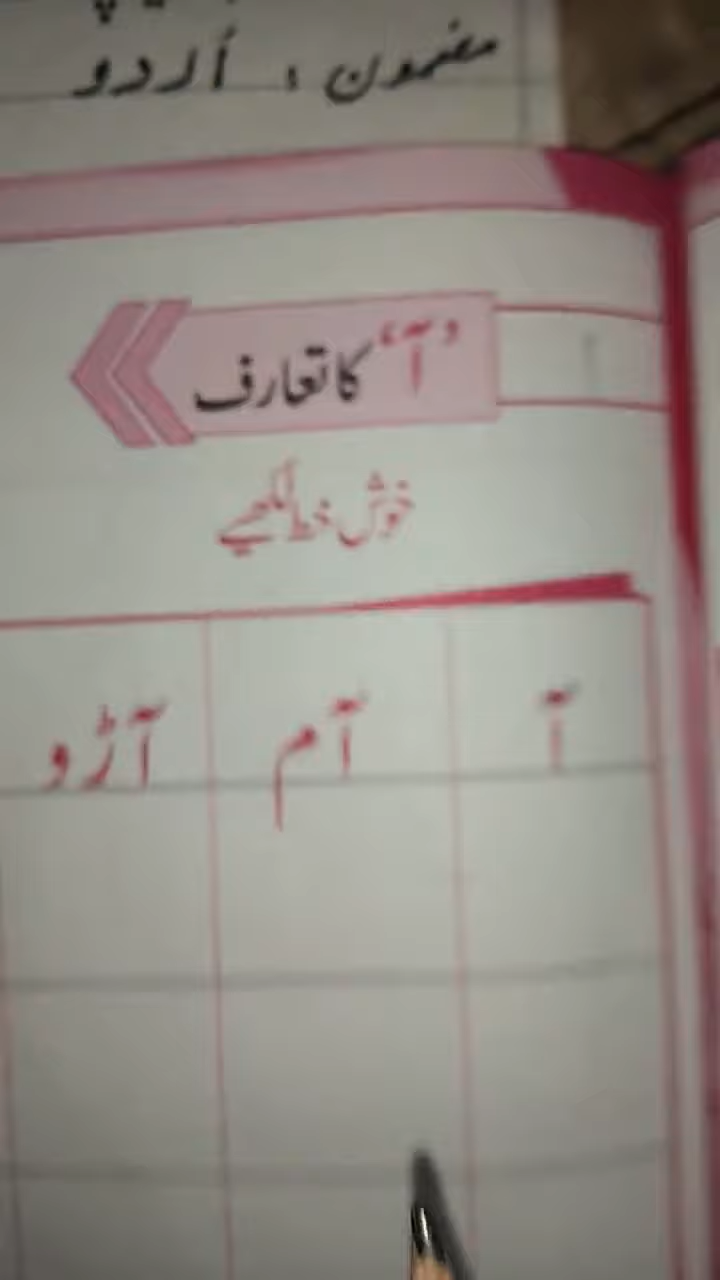 مضمون : اُردو
’آ‘ کا تعارف
خوش خط لکھیے
آ آم آڑو